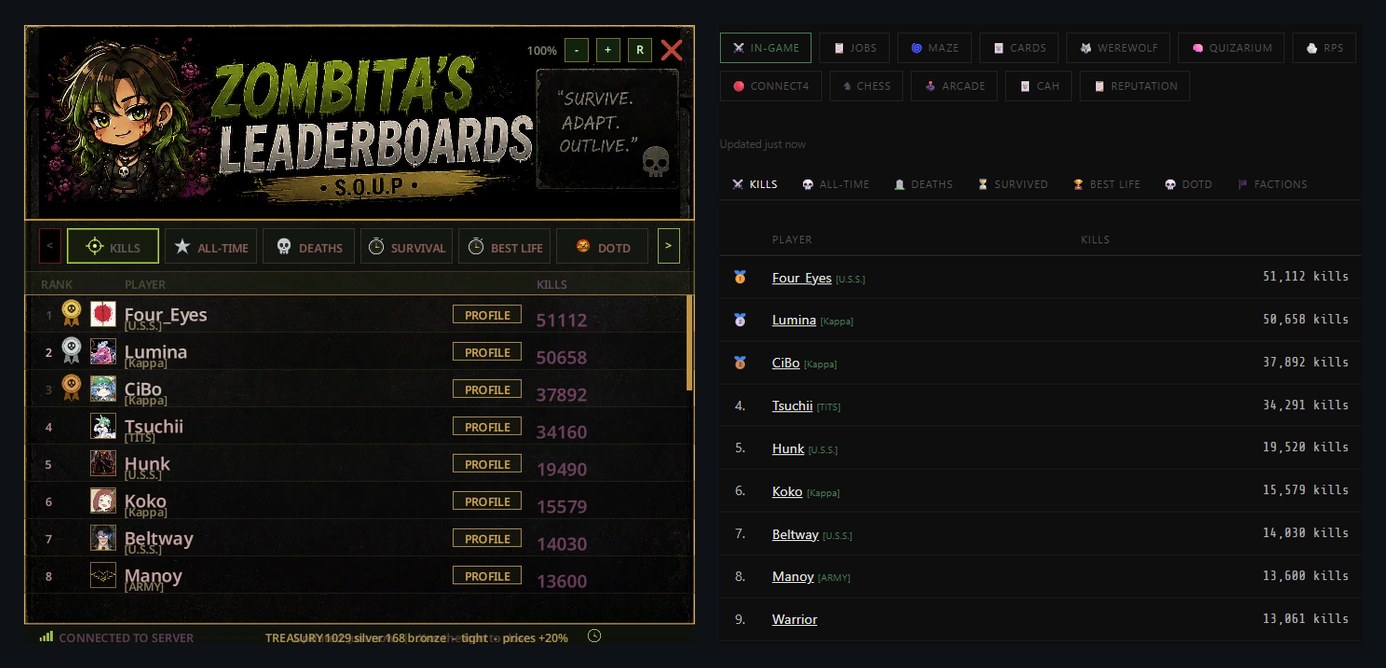 100% - + R
ZOMBITA'S
LEADERBOARDS
• S.O.U.P •
"SURVIVE.
ADAPT.
OUTLIVE."
< KILLS ALL-TIME DEATHS SURVIVAL BEST LIFE DOTD >
RANK PLAYER KILLS
1 Four_Eyes PROFILE 51112
[U.S.S.]
2 Lumina PROFILE 50658
[Kappa]
3 CiBo PROFILE 37892
[Kappa]
4 Tsuchii PROFILE 34160
[TITS]
5 Hunk PROFILE 19490
[U.S.S.]
6 Koko PROFILE 15579
[Kappa]
7 Beltway PROFILE 14030
[U.S.S.]
8 Manoy PROFILE 13600
[ARMY]
CONNECTED TO SERVER TREASURY 1029 silver 168 bronze - tight - prices +20%
IN-GAME JOBS MAZE CARDS WEREWOLF QUIZARIUM RPS
CONNECT4 CHESS ARCADE CAH REPUTATION
Updated just now
KILLS ALL-TIME DEATHS SURVIVED BEST LIFE DOTD FACTIONS
PLAYER KILLS
Four_Eyes [U.S.S.] 51,112 kills
Lumina [Kappa] 50,658 kills
CiBo [Kappa] 37,892 kills
4. Tsuchii [TITS] 34,291 kills
5. Hunk [U.S.S.] 19,520 kills
6. Koko [Kappa] 15,579 kills
7. Beltway [U.S.S.] 14,030 kills
8. Manoy [ARMY] 13,600 kills
9. Warrior 13,061 kills